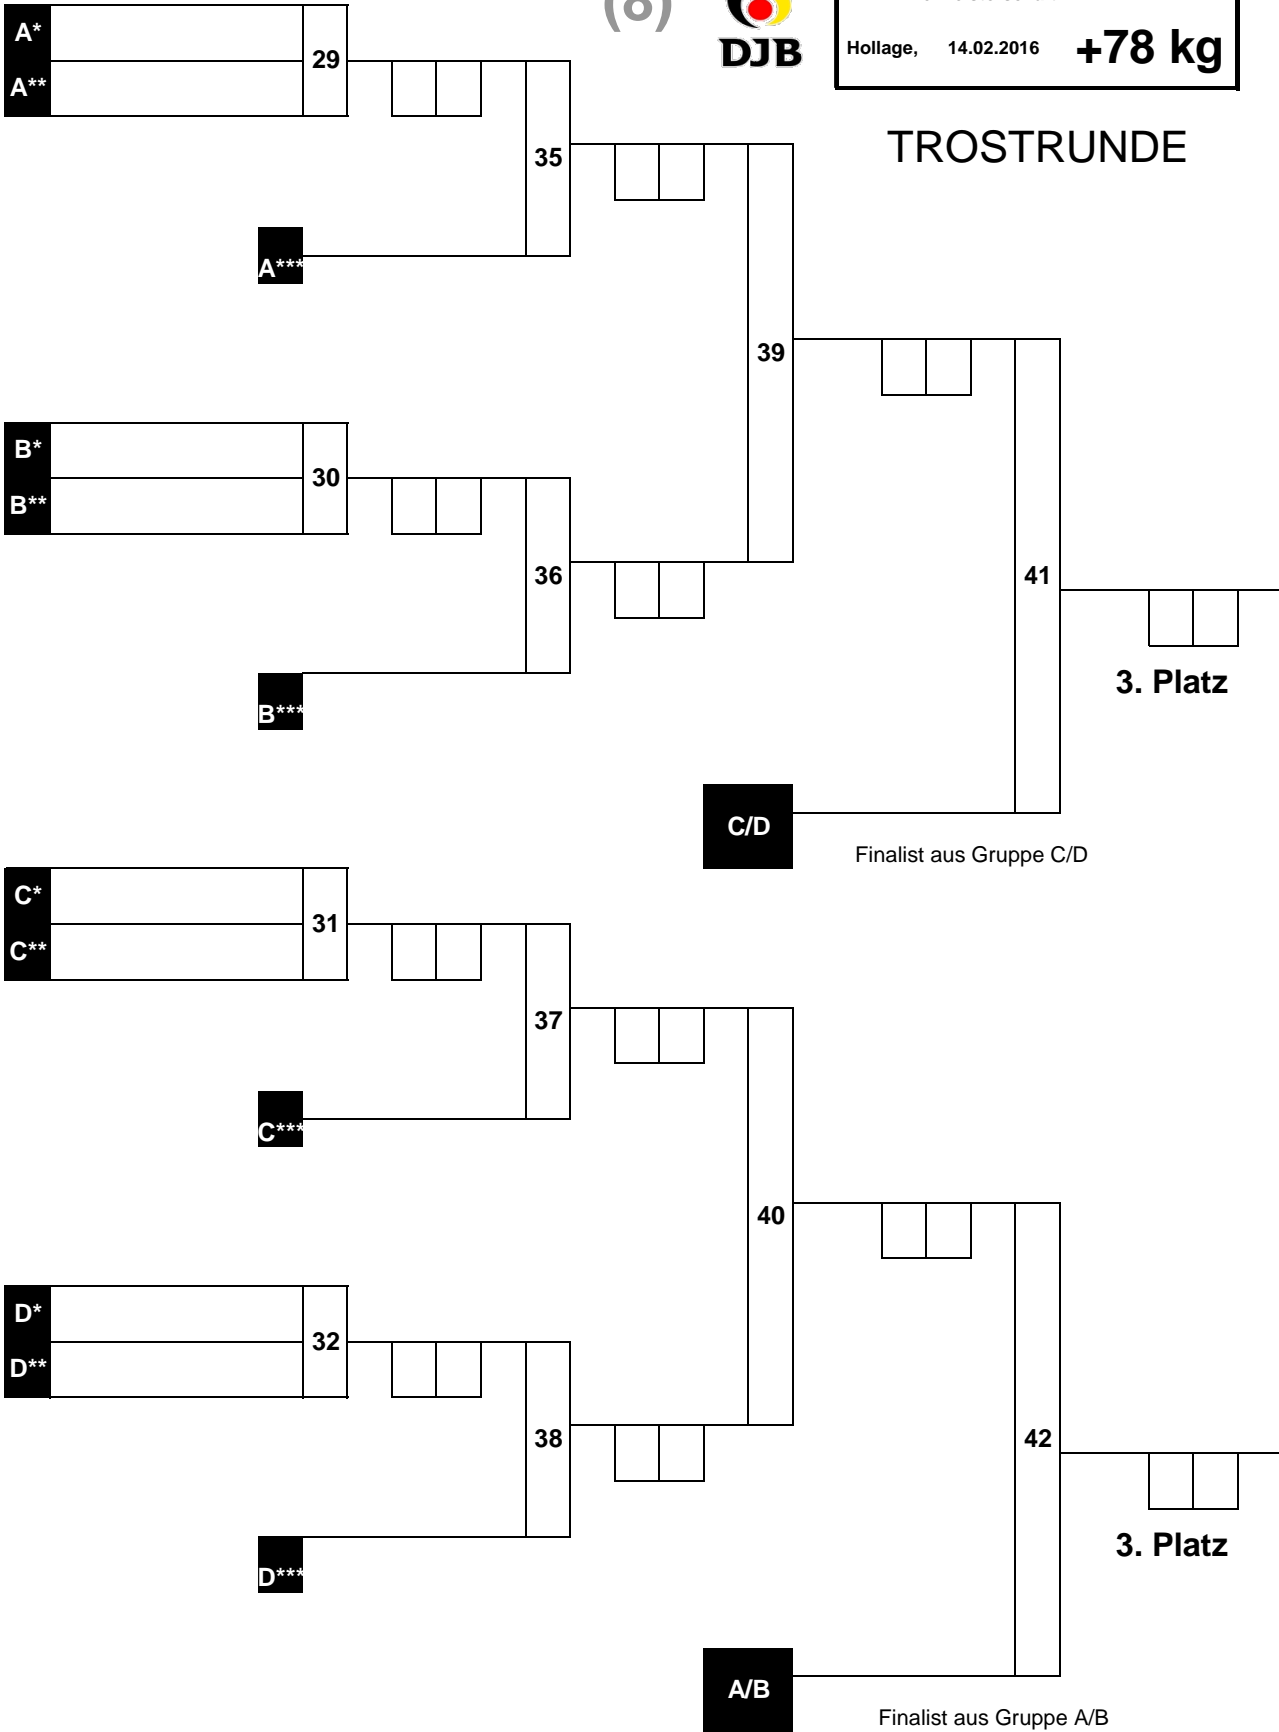 (8)
DJB
Hollage, 14.02.2016 +78 kg
TROSTRUNDE
A*
A**
29
35
A***
39
B*
B**
30
36
41
B***
3. Platz
C/D
Finalist aus Gruppe C/D
C*
C**
31
37
C***
40
D*
D**
32
38
42
D***
3. Platz
A/B
Finalist aus Gruppe A/B